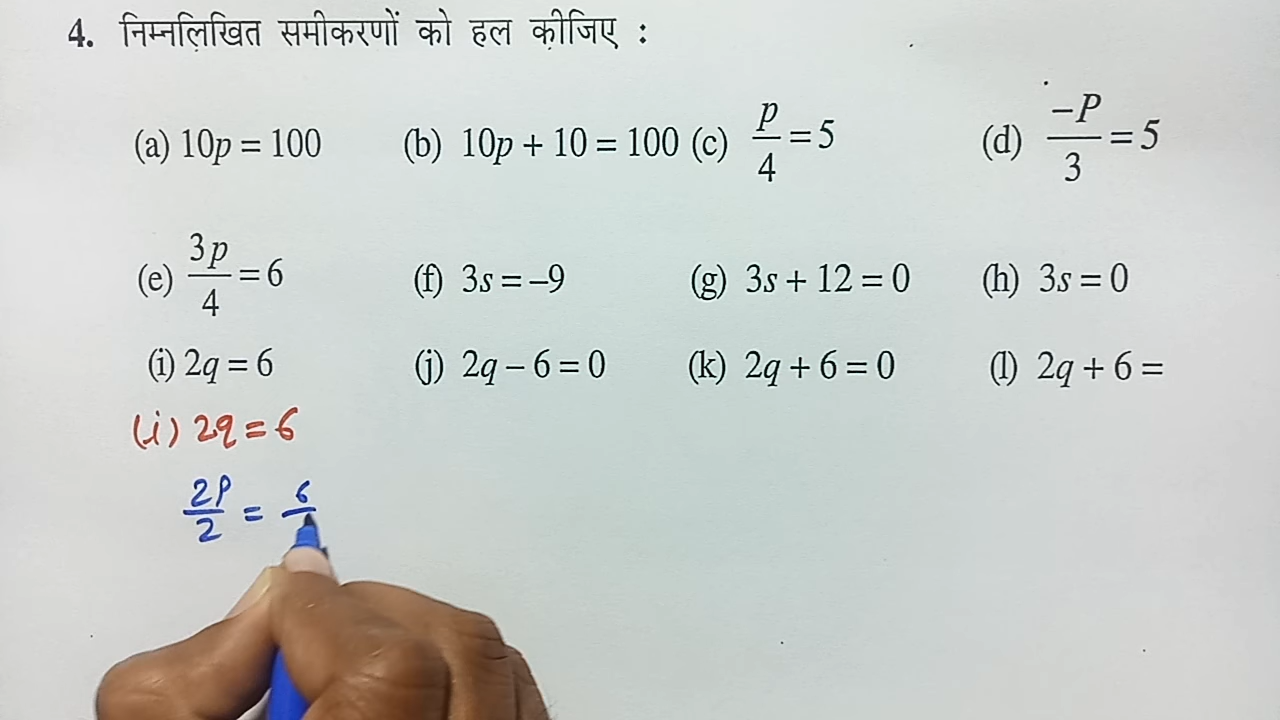 4. निम्नलिखित समीकरणों को हल कीजिए :
(a) 10p = 100 (b) 10p + 10 = 100 (c) p/4 = 5 (d) –P/3 = 5
(e) 3p/4 = 6 (f) 3s = –9 (g) 3s + 12 = 0 (h) 3s = 0
(i) 2q = 6 (j) 2q – 6 = 0 (k) 2q + 6 = 0 (l) 2q + 6 =
(i) 2q = 6
2p/2 = 6/